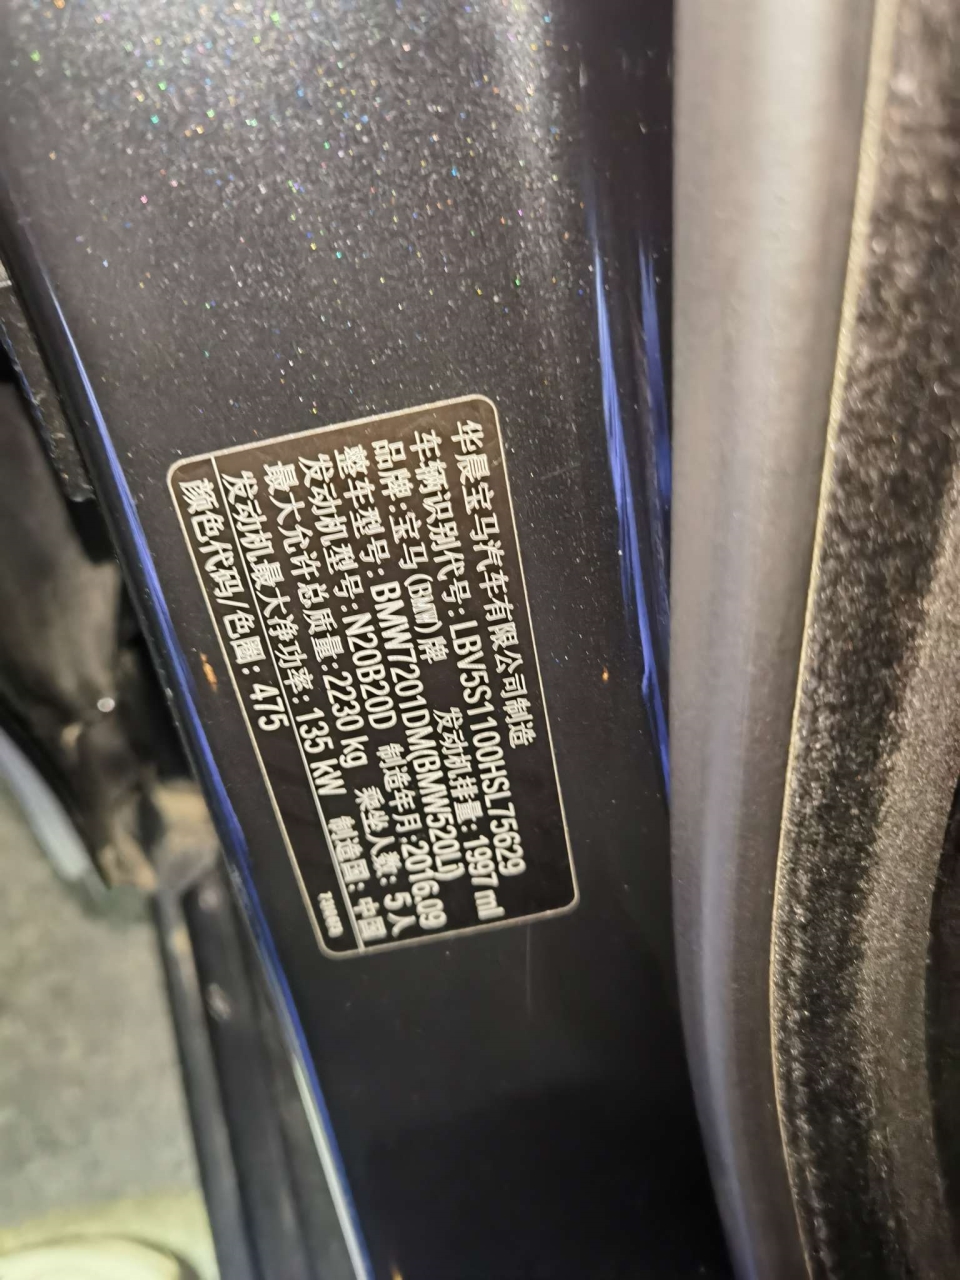 华晨宝马汽车有限公司制造
车辆识别代号：LBV5S1100HSL75629
品牌：宝马(BMW)牌 发动机排量：1997 ml
整车型号：BMW7201DM(BMW520Li)
发动机型号：N20B20D 制造年月：2016.09
最大允许总质量：2230 kg 乘坐人数：5人
发动机最大净功率：135 kW 制造国：中国
颜色代码/色圈：475